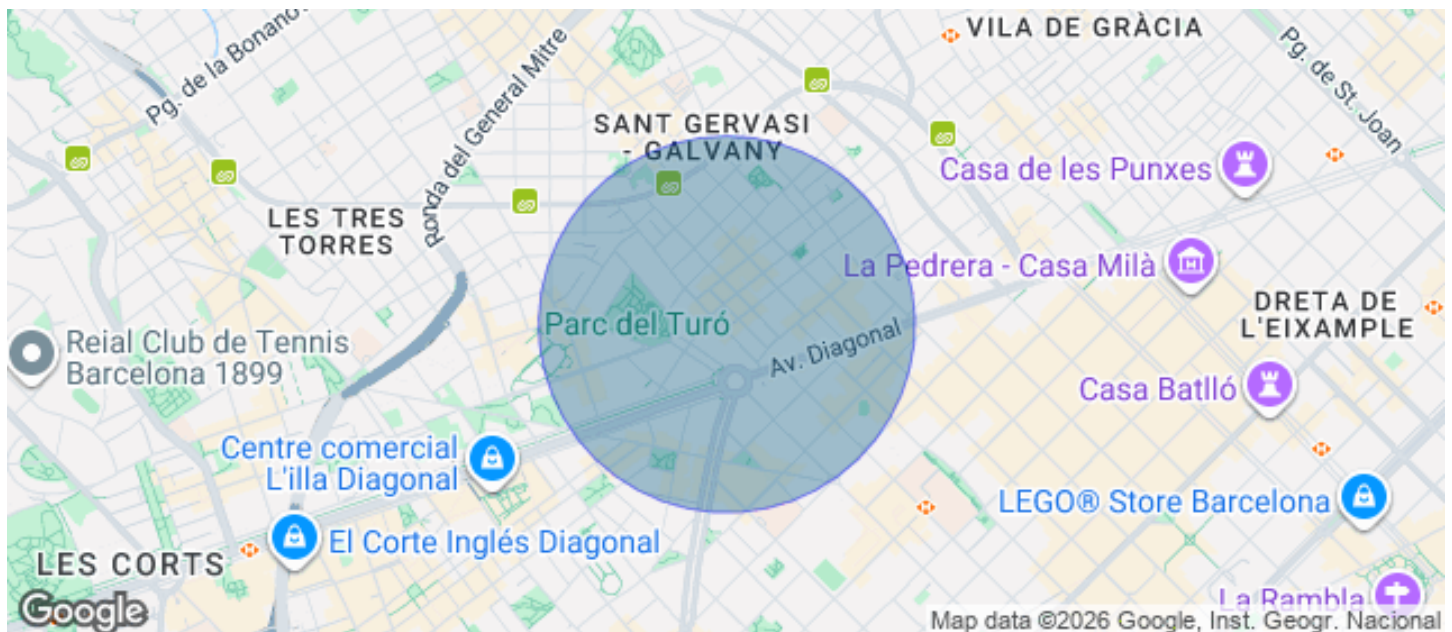 VILA DE GRÀCIA
Pg. de la Bonano
Ronda del General Mitre
Pg. de St. Joan
SANT GERVASI
- GALVANY
Casa de les Punxes
LES TRES
TORRES
La Pedrera - Casa Milà
DRETA DE
L'EIXAMPLE
Parc del Turó
Av. Diagonal
Reial Club de Tennis
Barcelona 1899
Casa Batlló
Centre comercial
L'illa Diagonal
LEGO® Store Barcelona
El Corte Inglés Diagonal
LES CORTS
La Rambla
Google
Map data ©2026 Google, Inst. Geogr. Nacional